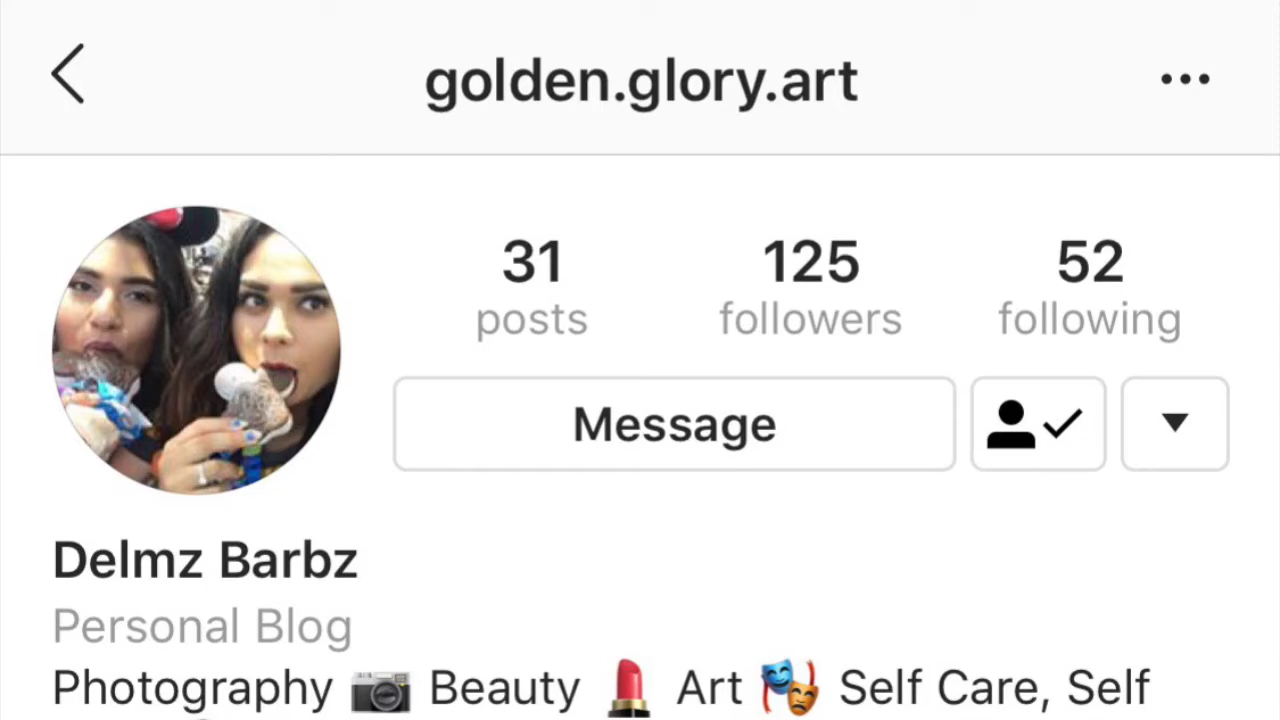 golden.glory.art
31 125 52
posts followers following
Message
Delmz Barbz
Personal Blog
Photography 📷 Beauty 💄 Art 🎭 Self Care, Self